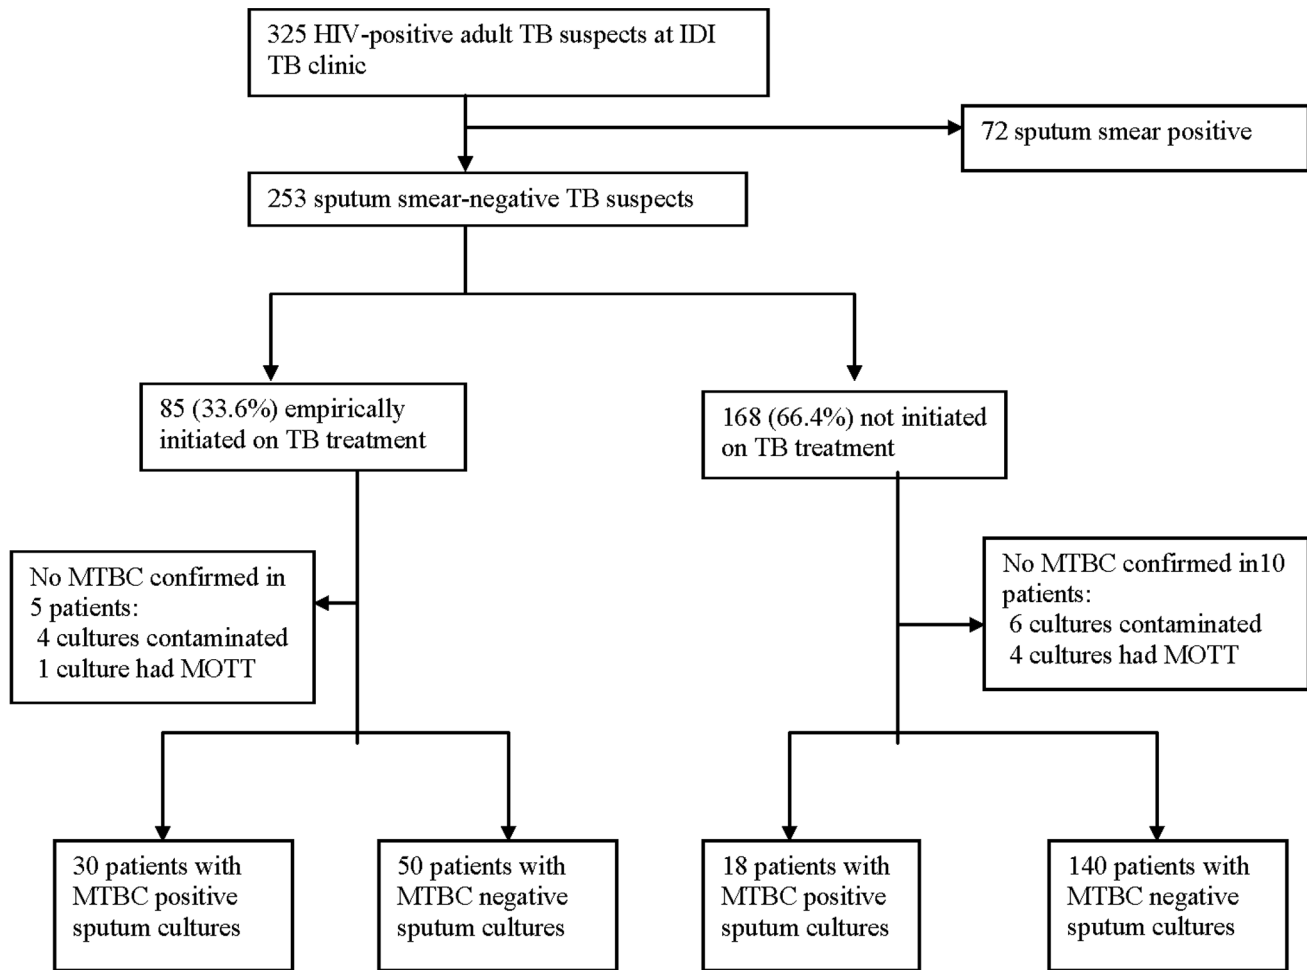 325 HIV-positive adult TB suspects at IDI
TB clinic
72 sputum smear positive
253 sputum smear-negative TB suspects
85 (33.6%) empirically
initiated on TB treatment
168 (66.4%) not initiated
on TB treatment
No MTBC confirmed in
5 patients:
4 cultures contaminated
1 culture had MOTT
No MTBC confirmed in10
patients:
6 cultures contaminated
4 cultures had MOTT
30 patients with
MTBC positive
sputum cultures
50 patients with
MTBC negative
sputum cultures
18 patients with
MTBC positive
sputum cultures
140 patients with
MTBC negative
sputum cultures